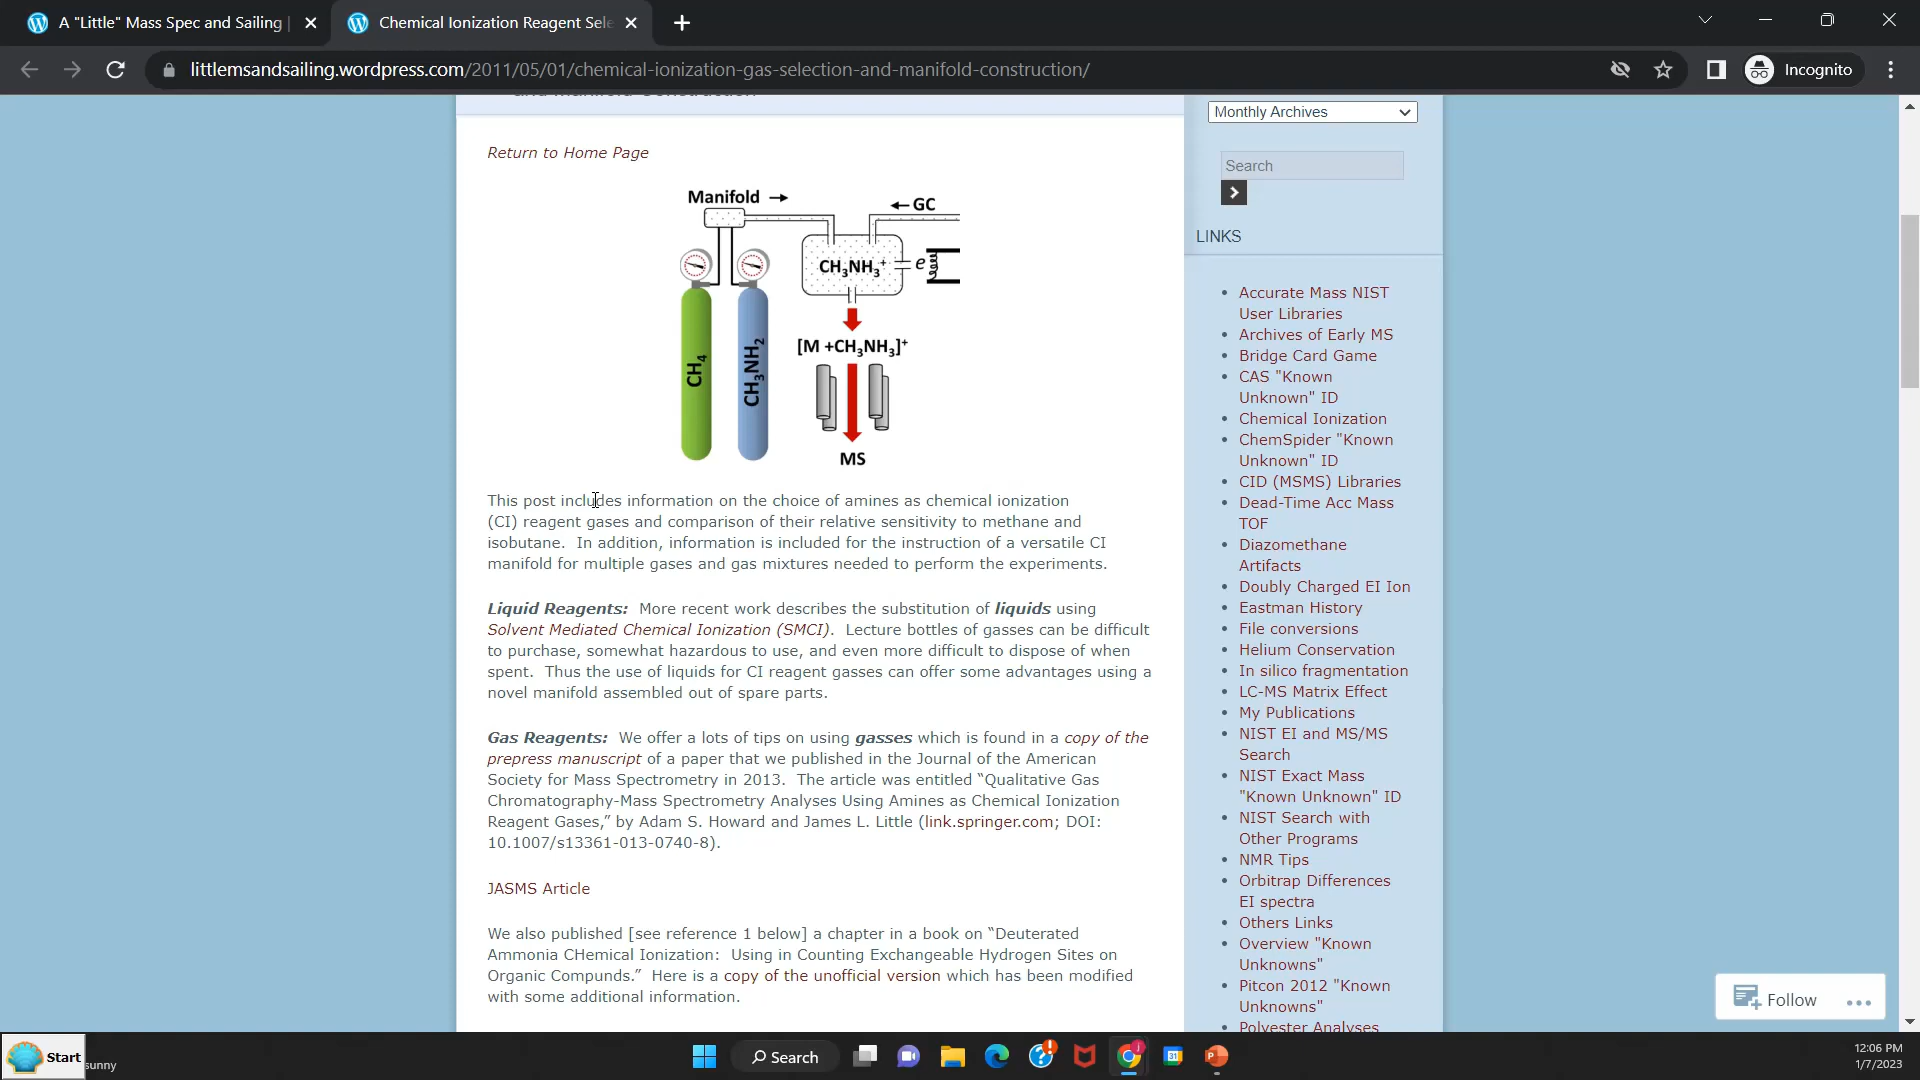 A "Little" Mass Spec and Sailing |
Chemical Ionization Reagent Sele
littlemsandsailing.wordpress.com/2011/05/01/chemical-ionization-gas-selection-and-manifold-construction/
Incognito
Return to Home Page
Manifold →
← GC
CH₃NH₃⁺
e
[M +CH₃NH₃]⁺
CH₄
CH₃NH₂
MS
This post includes information on the choice of amines as chemical ionization
(CI) reagent gases and comparison of their relative sensitivity to methane and
isobutane. In addition, information is included for the instruction of a versatile CI
manifold for multiple gases and gas mixtures needed to perform the experiments.
Liquid Reagents: More recent work describes the substitution of liquids using
Solvent Mediated Chemical Ionization (SMCI). Lecture bottles of gasses can be difficult
to purchase, somewhat hazardous to use, and even more difficult to dispose of when
spent. Thus the use of liquids for CI reagent gasses can offer some advantages using a
novel manifold assembled out of spare parts.
Gas Reagents: We offer a lots of tips on using gasses which is found in a copy of the
prepress manuscript of a paper that we published in the Journal of the American
Society for Mass Spectrometry in 2013. The article was entitled “Qualitative Gas
Chromatography-Mass Spectrometry Analyses Using Amines as Chemical Ionization
Reagent Gases,” by Adam S. Howard and James L. Little (link.springer.com; DOI:
10.1007/s13361-013-0740-8).
JASMS Article
We also published [see reference 1 below] a chapter in a book on “Deuterated
Ammonia CHemical Ionization: Using in Counting Exchangeable Hydrogen Sites on
Organic Compunds.” Here is a copy of the unofficial version which has been modified
with some additional information.
Monthly Archives
Search
LINKS
Accurate Mass NIST
User Libraries
Archives of Early MS
Bridge Card Game
CAS "Known
Unknown" ID
Chemical Ionization
ChemSpider "Known
Unknown" ID
CID (MSMS) Libraries
Dead-Time Acc Mass
TOF
Diazomethane
Artifacts
Doubly Charged EI Ion
Eastman History
File conversions
Helium Conservation
In silico fragmentation
LC-MS Matrix Effect
My Publications
NIST EI and MS/MS
Search
NIST Exact Mass
"Known Unknown" ID
NIST Search with
Other Programs
NMR Tips
Orbitrap Differences
EI spectra
Others Links
Overview "Known
Unknowns"
Pitcon 2012 "Known
Unknowns"
Polyester Analyses
Follow
Start
sunny
Search
12:06 PM
1/7/2023